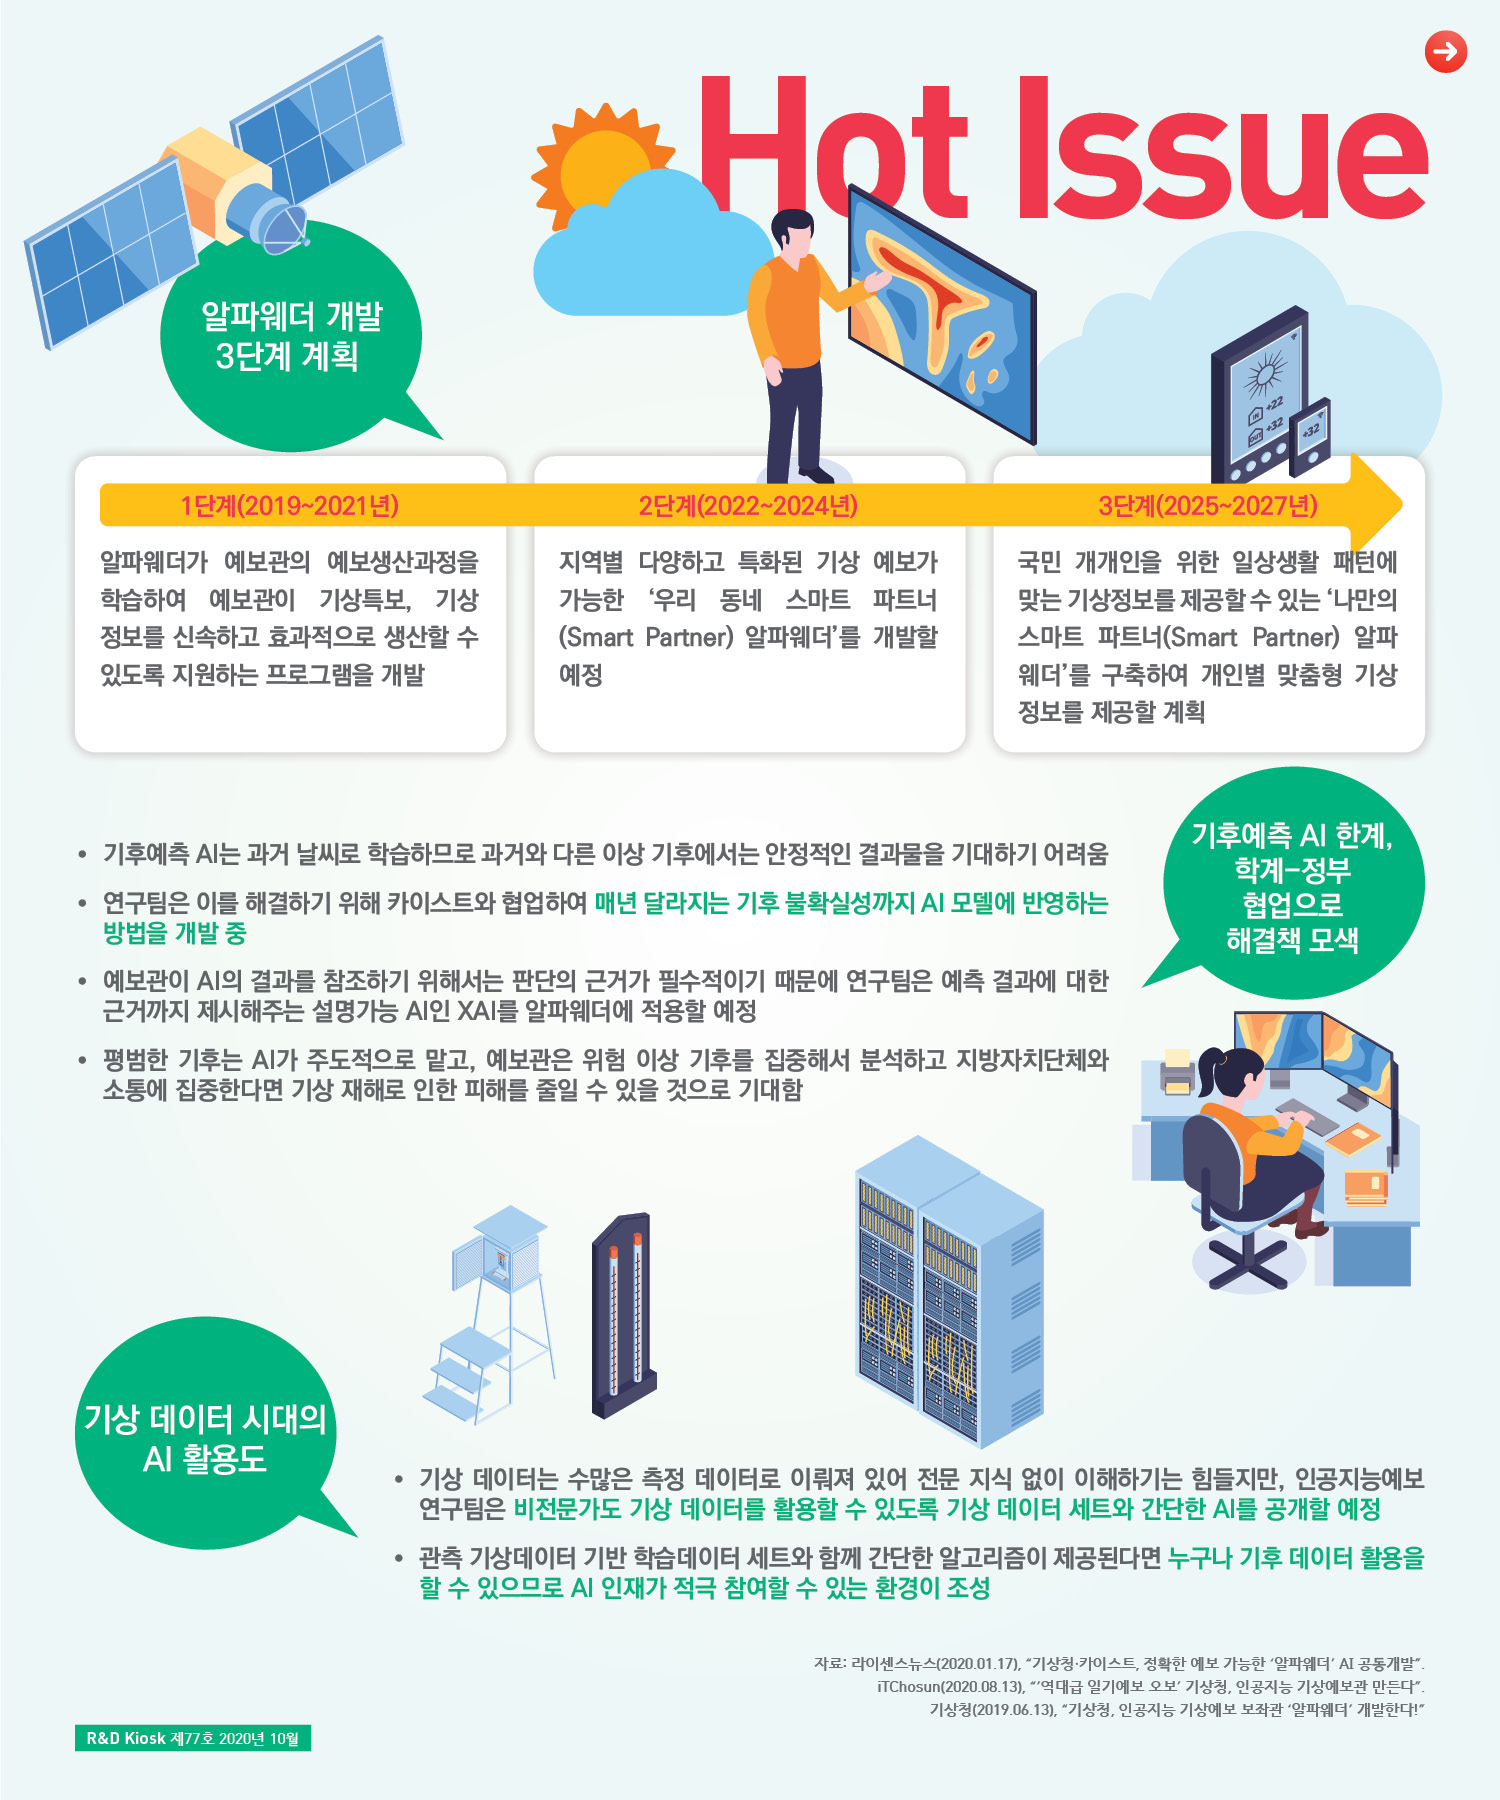 Hot Issue
알파웨더 개발
3단계 계획
IN +22
OUT +32
+32
1단계(2019~2021년)
알파웨더가 예보관의 예보생산과정을
학습하여 예보관이 기상특보, 기상
정보를 신속하고 효과적으로 생산할 수
있도록 지원하는 프로그램을 개발
2단계(2022~2024년)
지역별 다양하고 특화된 기상 예보가
가능한 ‘우리 동네 스마트 파트너
(Smart Partner) 알파웨더’를 개발할
예정
3단계(2025~2027년)
국민 개개인을 위한 일상생활 패턴에
맞는 기상정보를 제공할 수 있는 ‘나만의
스마트 파트너(Smart Partner) 알파
웨더’를 구축하여 개인별 맞춤형 기상
정보를 제공할 계획
기후예측 AI 한계,
학계-정부
협업으로
해결책 모색
• 기후예측 AI는 과거 날씨로 학습하므로 과거와 다른 이상 기후에서는 안정적인 결과물을 기대하기 어려움
• 연구팀은 이를 해결하기 위해 카이스트와 협업하여 매년 달라지는 기후 불확실성까지 AI 모델에 반영하는
방법을 개발 중
• 예보관이 AI의 결과를 참조하기 위해서는 판단의 근거가 필수적이기 때문에 연구팀은 예측 결과에 대한
근거까지 제시해주는 설명가능 AI인 XAI를 알파웨더에 적용할 예정
• 평범한 기후는 AI가 주도적으로 맡고, 예보관은 위험 이상 기후를 집중해서 분석하고 지방자치단체와
소통에 집중한다면 기상 재해로 인한 피해를 줄일 수 있을 것으로 기대함
기상 데이터 시대의
AI 활용도
• 기상 데이터는 수많은 측정 데이터로 이뤄져 있어 전문 지식 없이 이해하기는 힘들지만, 인공지능예보
연구팀은 비전문가도 기상 데이터를 활용할 수 있도록 기상 데이터 세트와 간단한 AI를 공개할 예정
• 관측 기상데이터 기반 학습데이터 세트와 함께 간단한 알고리즘이 제공된다면 누구나 기후 데이터 활용을
할 수 있으므로 AI 인재가 적극 참여할 수 있는 환경이 조성
자료: 라이센스뉴스(2020.01.17), “기상청·카이스트, 정확한 예보 가능한 ‘알파웨더’ AI 공동개발”.
iTChosun(2020.08.13), “‘역대급 일기예보 오보’ 기상청, 인공지능 기상예보관 만든다”.
기상청(2019.06.13), “기상청, 인공지능 기상예보 보좌관 ‘알파웨더’ 개발한다!”
R&D Kiosk 제77호 2020년 10월